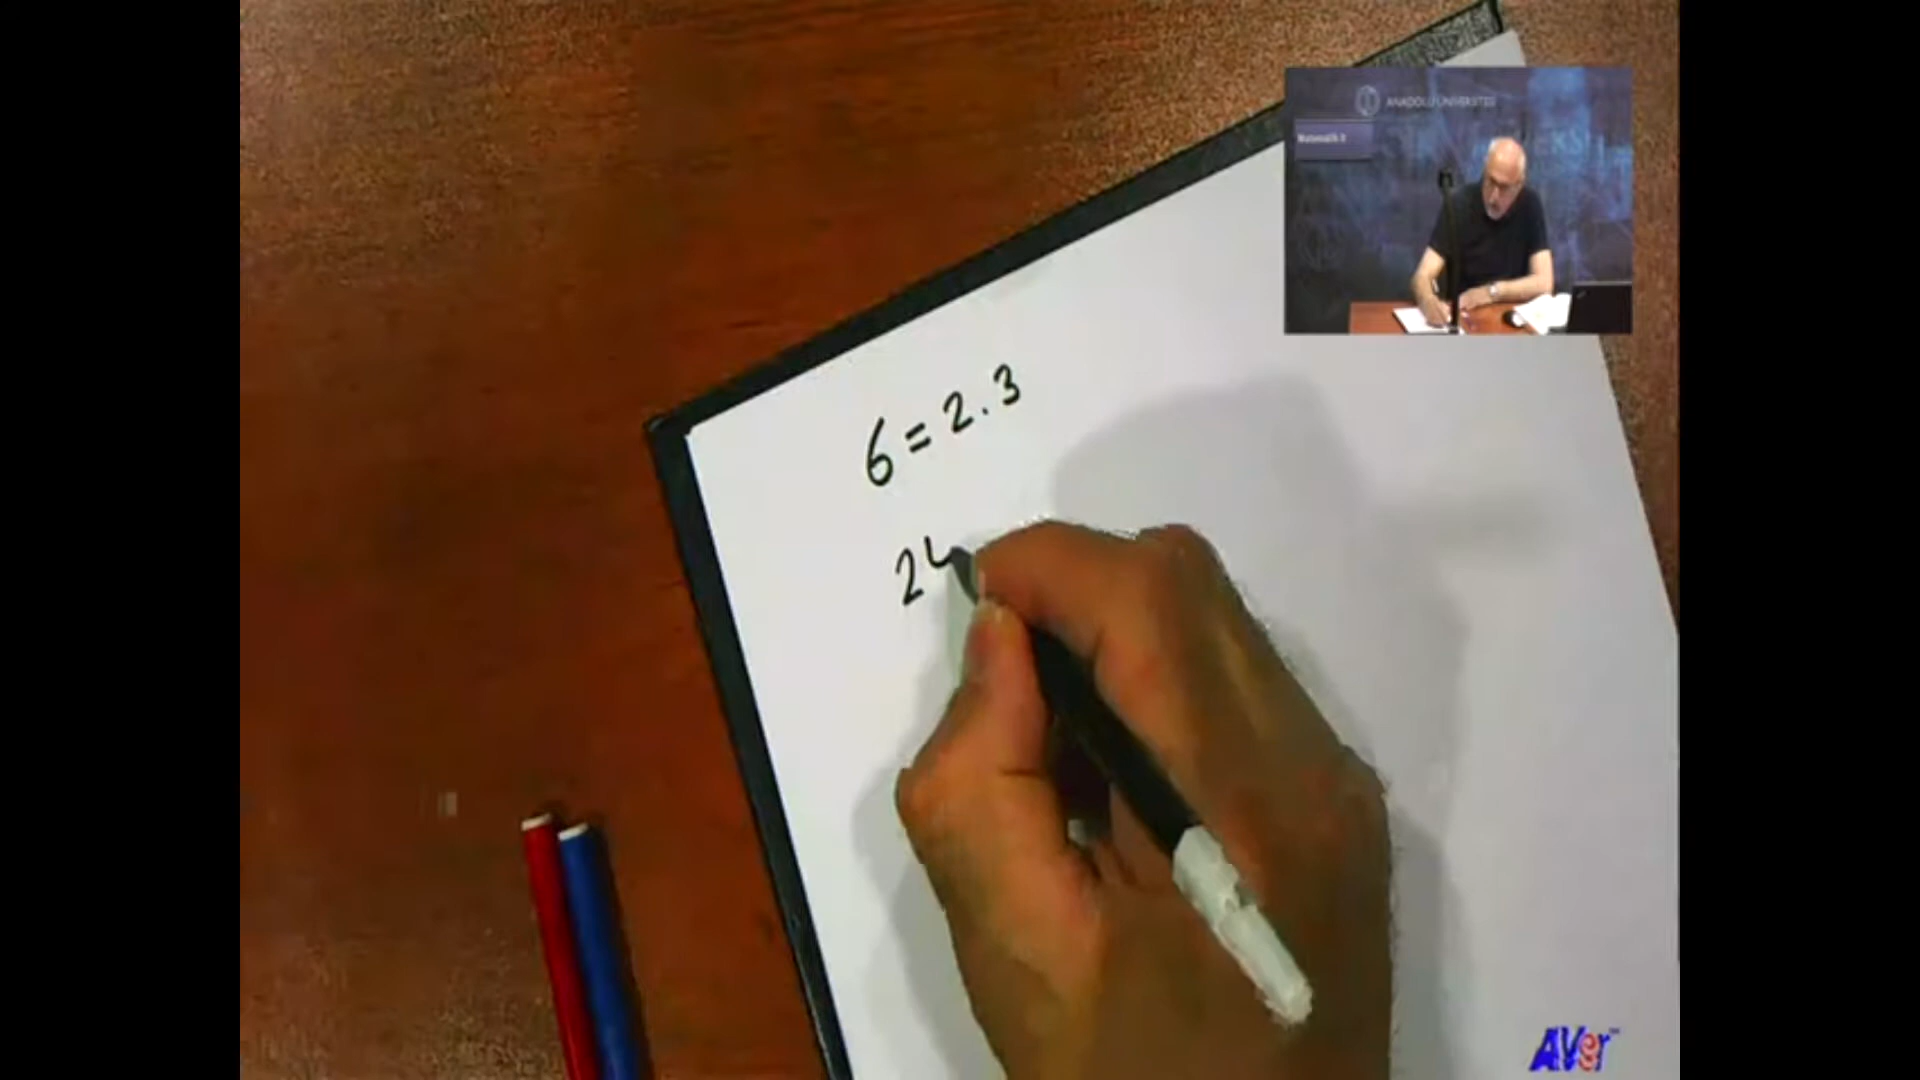 ANADOLU ÜNİVERSİTESİ
6 = 2.3
24
AVer